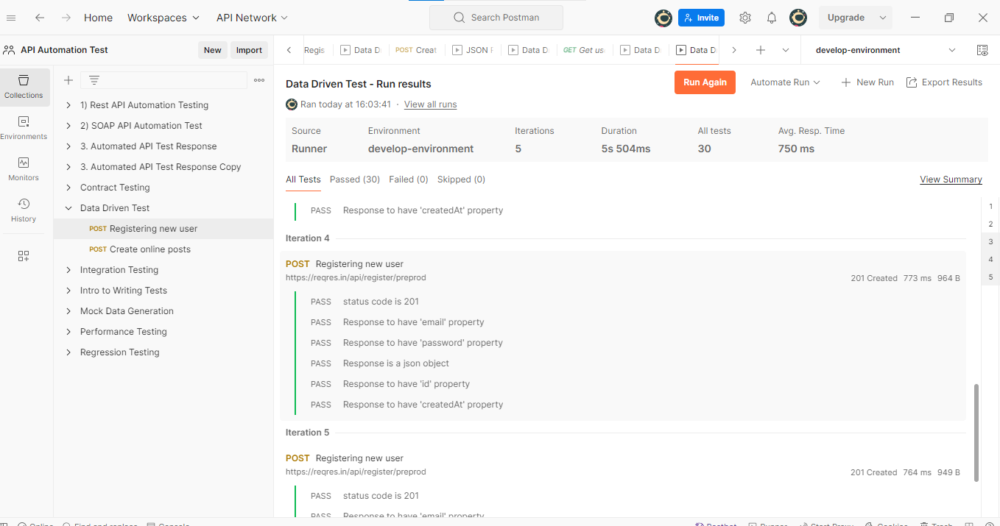 Home Workspaces API Network Search Postman Invite Upgrade
API Automation Test New Import
Regis Data D POST Creat JSON Data D GET Get us Data D Data D develop-environment
Collections
Environments
Monitors
History
1) Rest API Automation Testing
2) SOAP API Automation Test
3. Automated API Test Response
3. Automated API Test Response Copy
Contract Testing
Data Driven Test
POST Registering new user
POST Create online posts
Integration Testing
Intro to Writing Tests
Mock Data Generation
Performance Testing
Regression Testing
Data Driven Test - Run results Run Again Automate Run New Run Export Results
Ran today at 16:03:41 · View all runs
Source Environment Iterations Duration All tests Avg. Resp. Time
Runner develop-environment 5 5s 504ms 30 750 ms
All Tests Passed (30) Failed (0) Skipped (0) View Summary
PASS Response to have 'createdAt' property
Iteration 4
POST Registering new user
https://reqres.in/api/register/preprod 201 Created 773 ms 964 B
PASS status code is 201
PASS Response to have 'email' property
PASS Response to have 'password' property
PASS Response is a json object
PASS Response to have 'id' property
PASS Response to have 'createdAt' property
Iteration 5
POST Registering new user
https://reqres.in/api/register/preprod 201 Created 764 ms 949 B
PASS status code is 201
PASS Response to have 'email' property
1
2
3
4
5
Online Find and replace Console Postbot Runner Start Proxy Cookies Trash